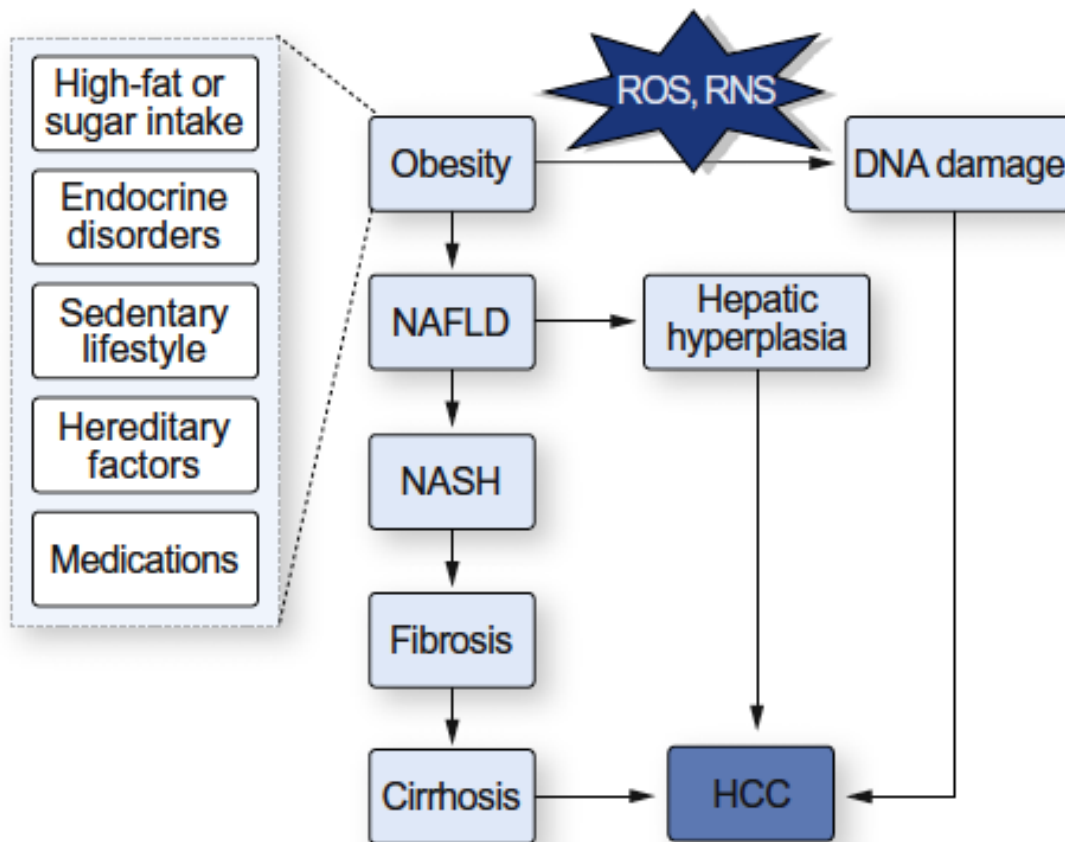 High-fat or
sugar intake
Endocrine
disorders
Sedentary
lifestyle
Hereditary
factors
Medications
ROS, RNS
Obesity
DNA damage
NAFLD
Hepatic
hyperplasia
NASH
Fibrosis
Cirrhosis
HCC